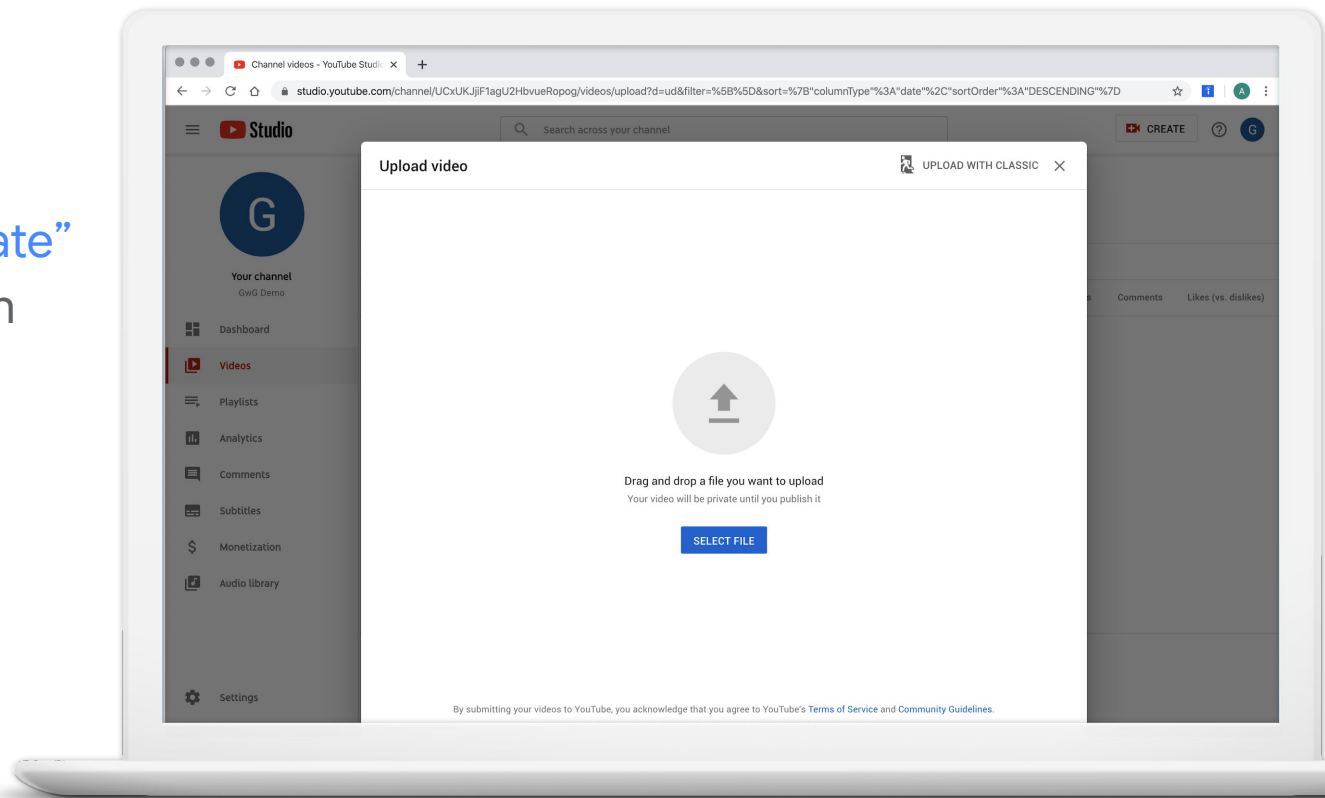 ate”
Channel videos - YouTube Studio
studio.youtube.com/channel/UCxUKJjiF1agU2HbvueRopog/videos/upload?d=ud&filter=%5B%5D&sort=%7B"columnType"%3A"date"%2C"sortOrder"%3A"DESCENDING"%7D
A
Studio
Search across your channel
CREATE
G
Upload video
UPLOAD WITH CLASSIC
G
Your channel
GwG Demo
Comments Likes (vs. dislikes)
Dashboard
Videos
Playlists
Analytics
Comments
Subtitles
Monetization
Audio library
Settings
Drag and drop a file you want to upload
Your video will be private until you publish it
SELECT FILE
By submitting your videos to YouTube, you acknowledge that you agree to YouTube's Terms of Service and Community Guidelines.